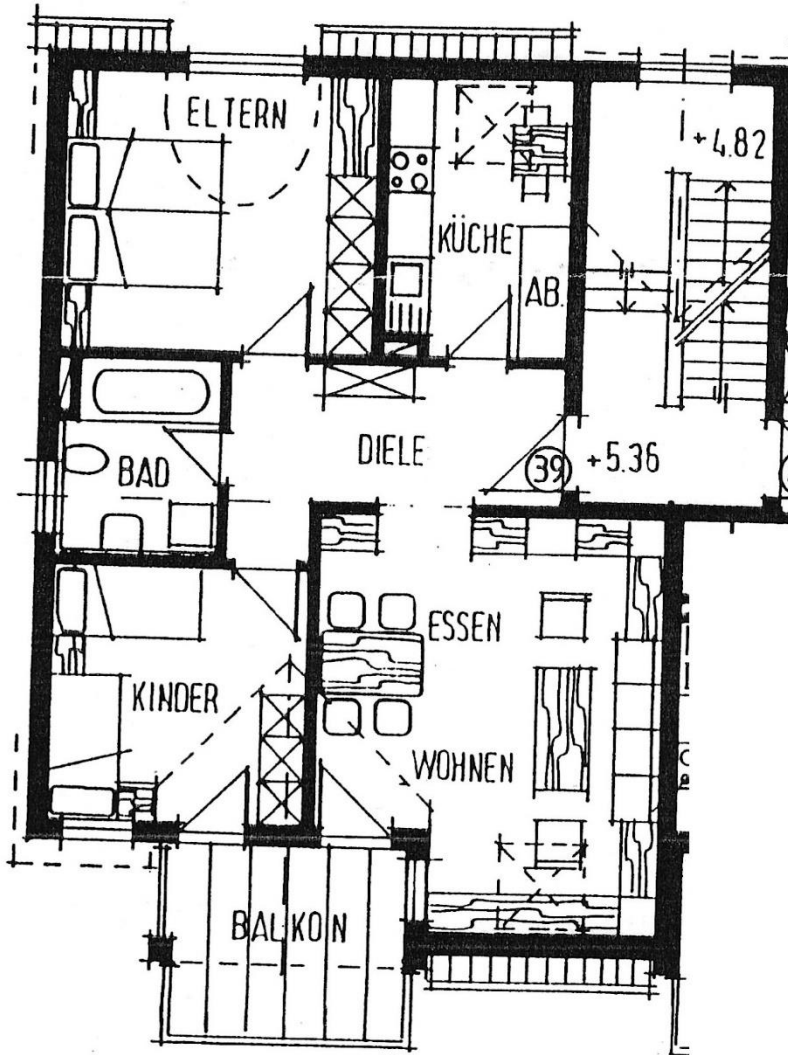 ELTERN
+4.82
KÜCHE
AB.
DIELE
39
+5.36
BAD
ESSEN
KINDER
WOHNEN
BALKON